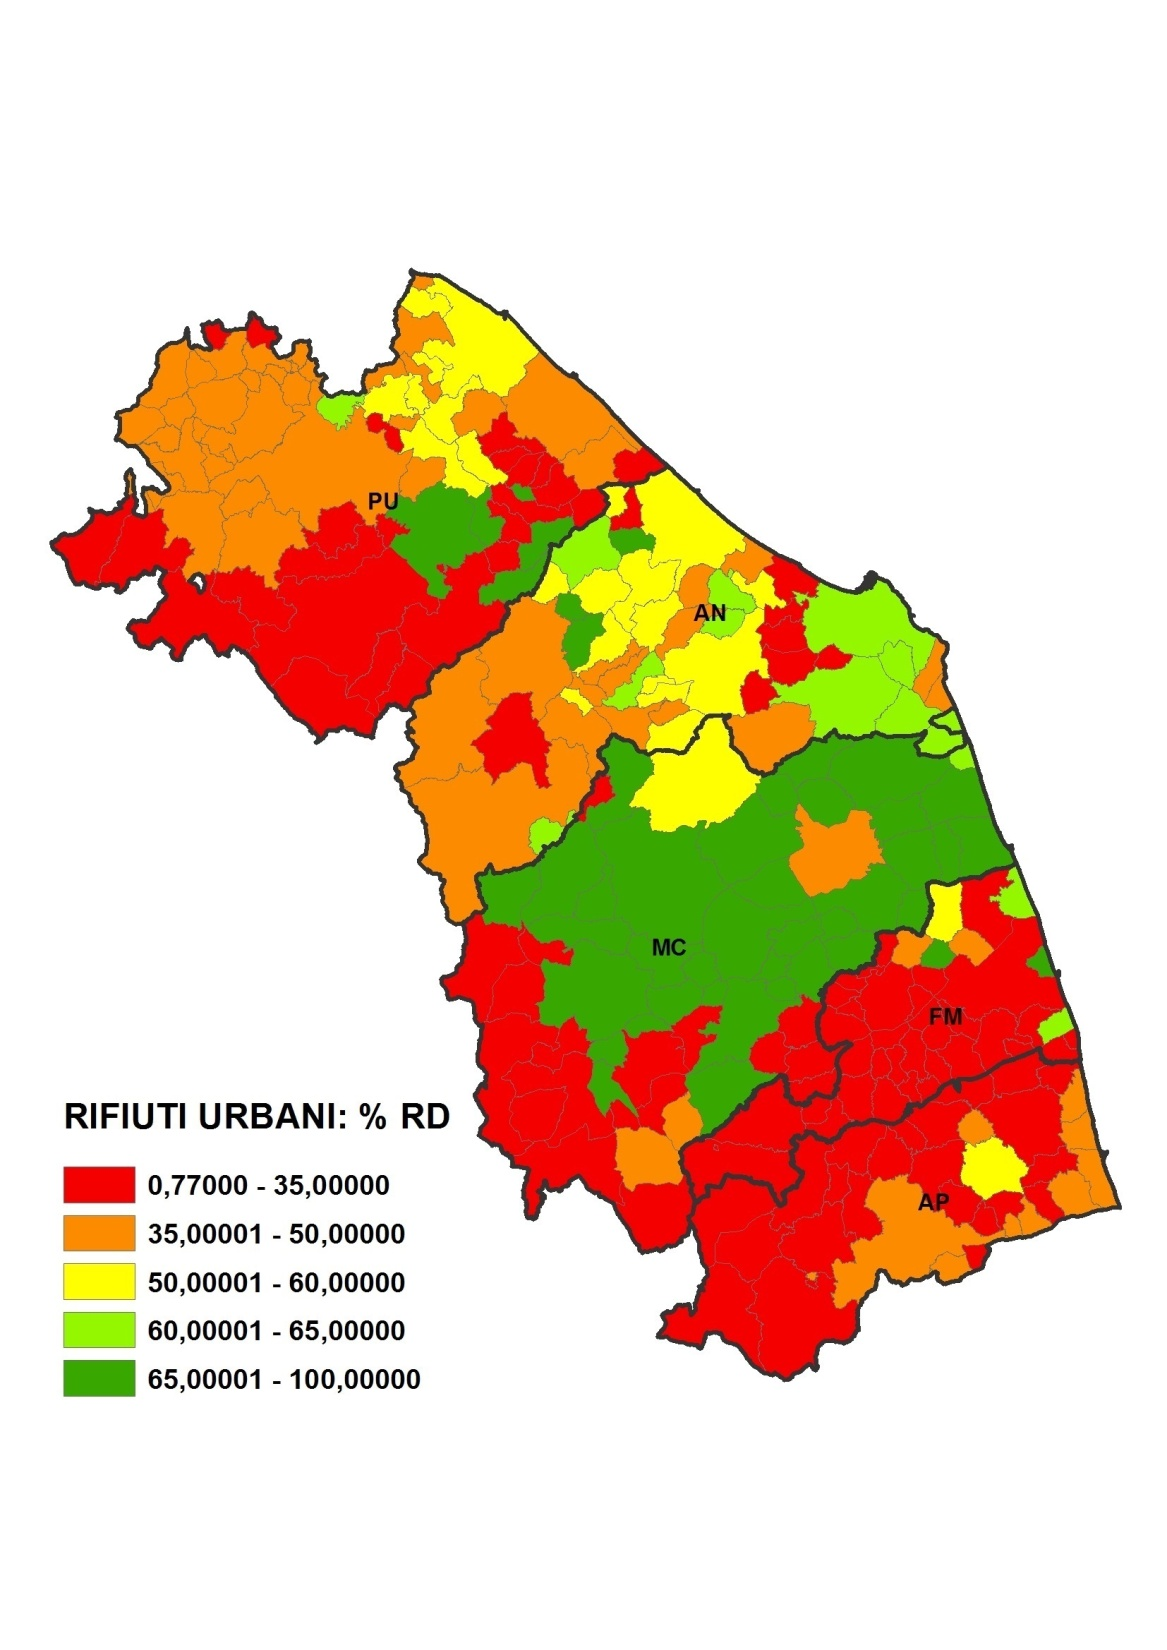 PU
AN
MC
FM
AP
RIFIUTI URBANI: % RD
0,77000 - 35,00000
35,00001 - 50,00000
50,00001 - 60,00000
60,00001 - 65,00000
65,00001 - 100,00000